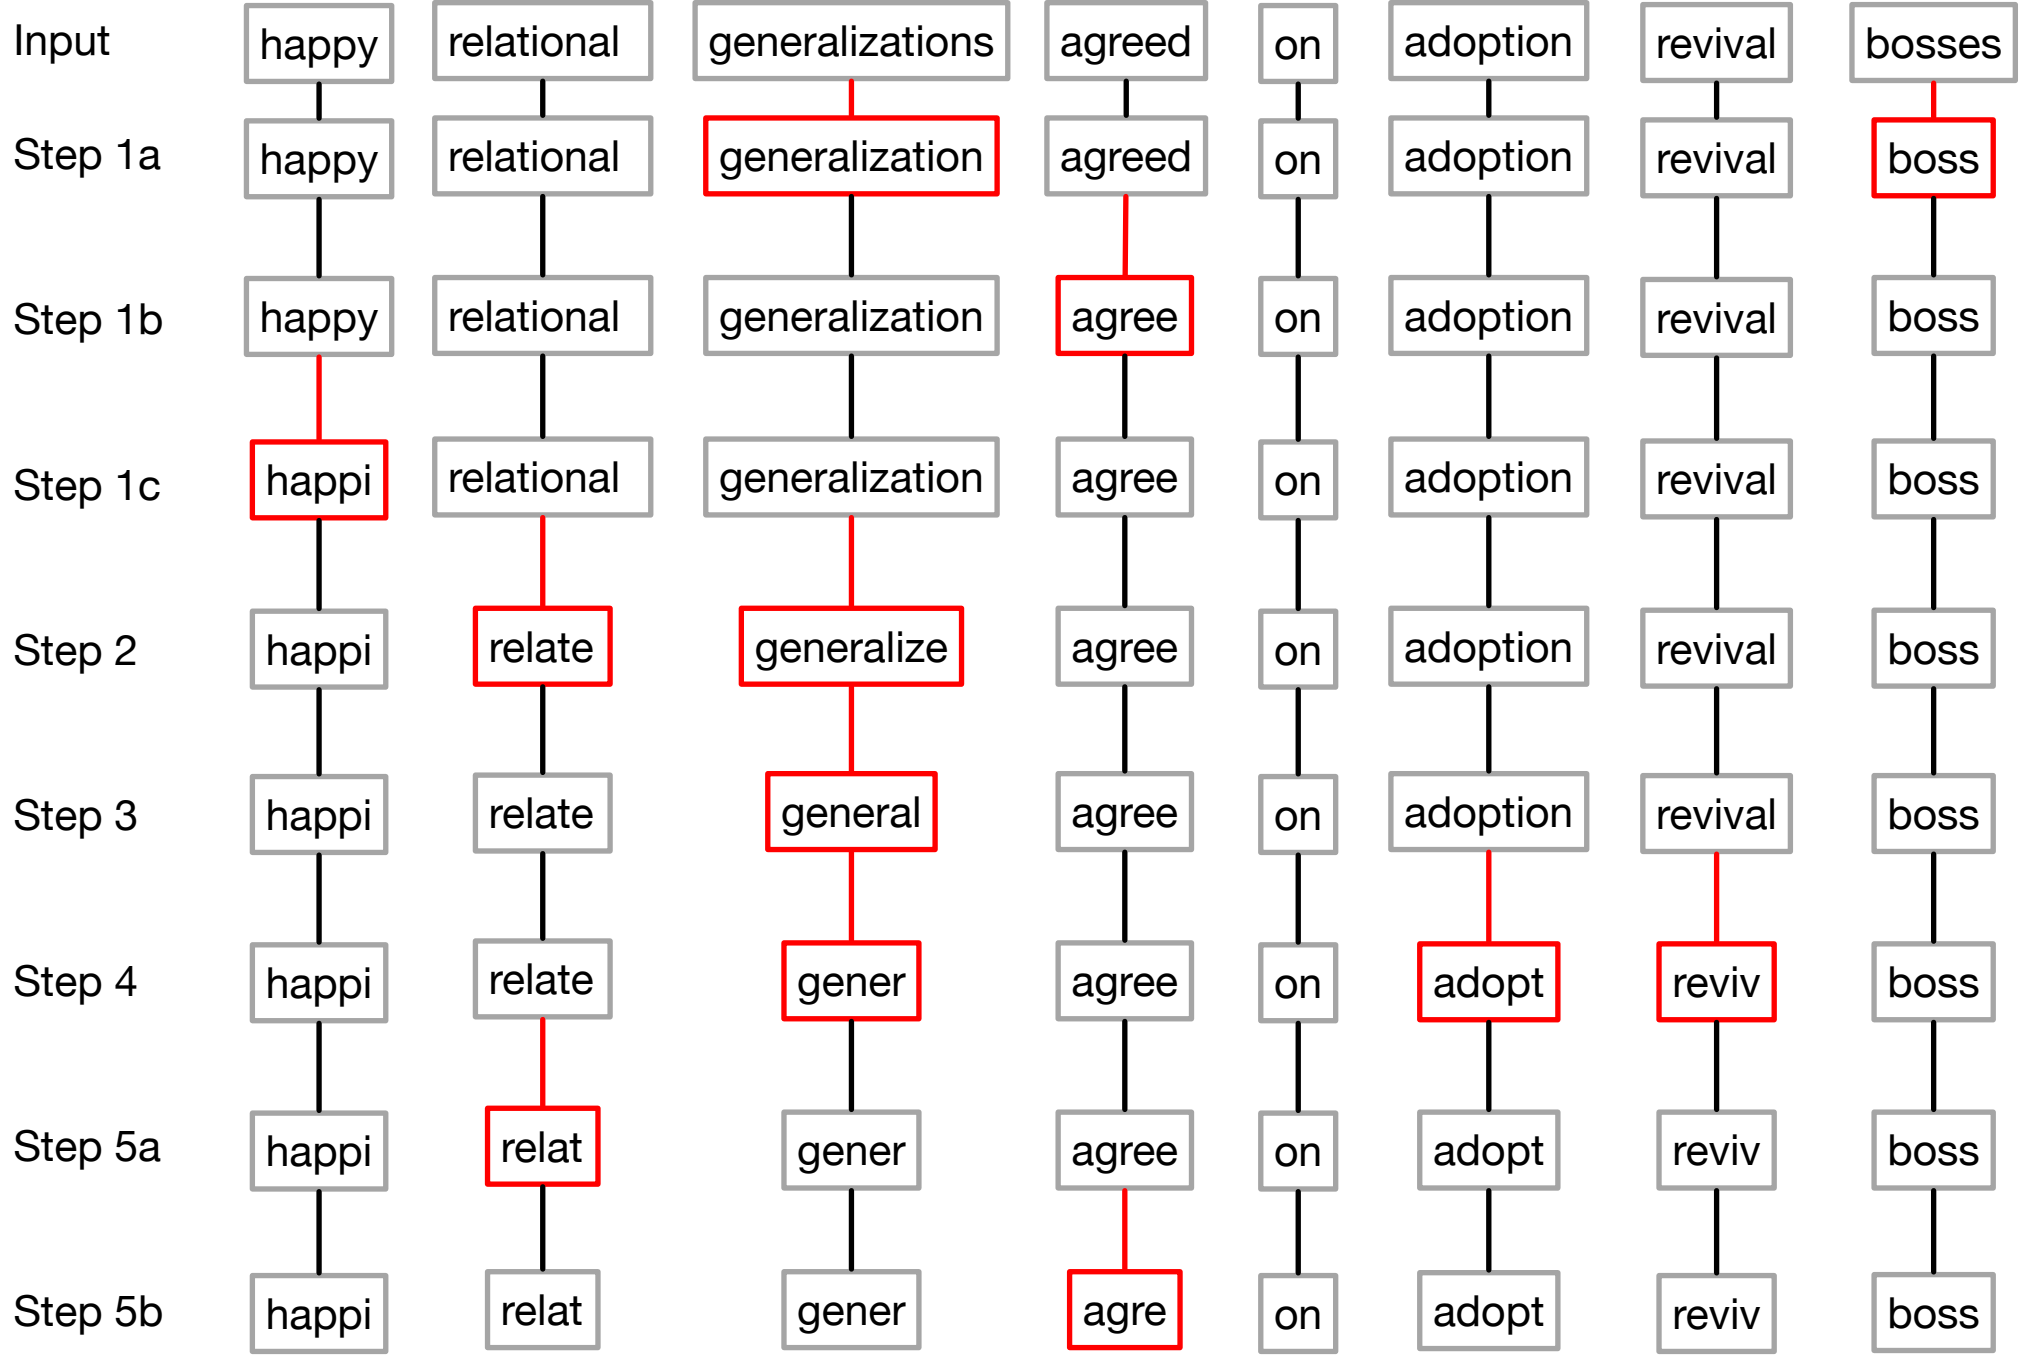 Input happy relational generalizations agreed on adoption revival bosses
Step 1a happy relational generalization agreed on adoption revival boss
Step 1b happy relational generalization agree on adoption revival boss
Step 1c happi relational generalization agree on adoption revival boss
Step 2 happi relate generalize agree on adoption revival boss
Step 3 happi relate general agree on adoption revival boss
Step 4 happi relate gener agree on adopt reviv boss
Step 5a happi relat gener agree on adopt reviv boss
Step 5b happi relat gener agre on adopt reviv boss